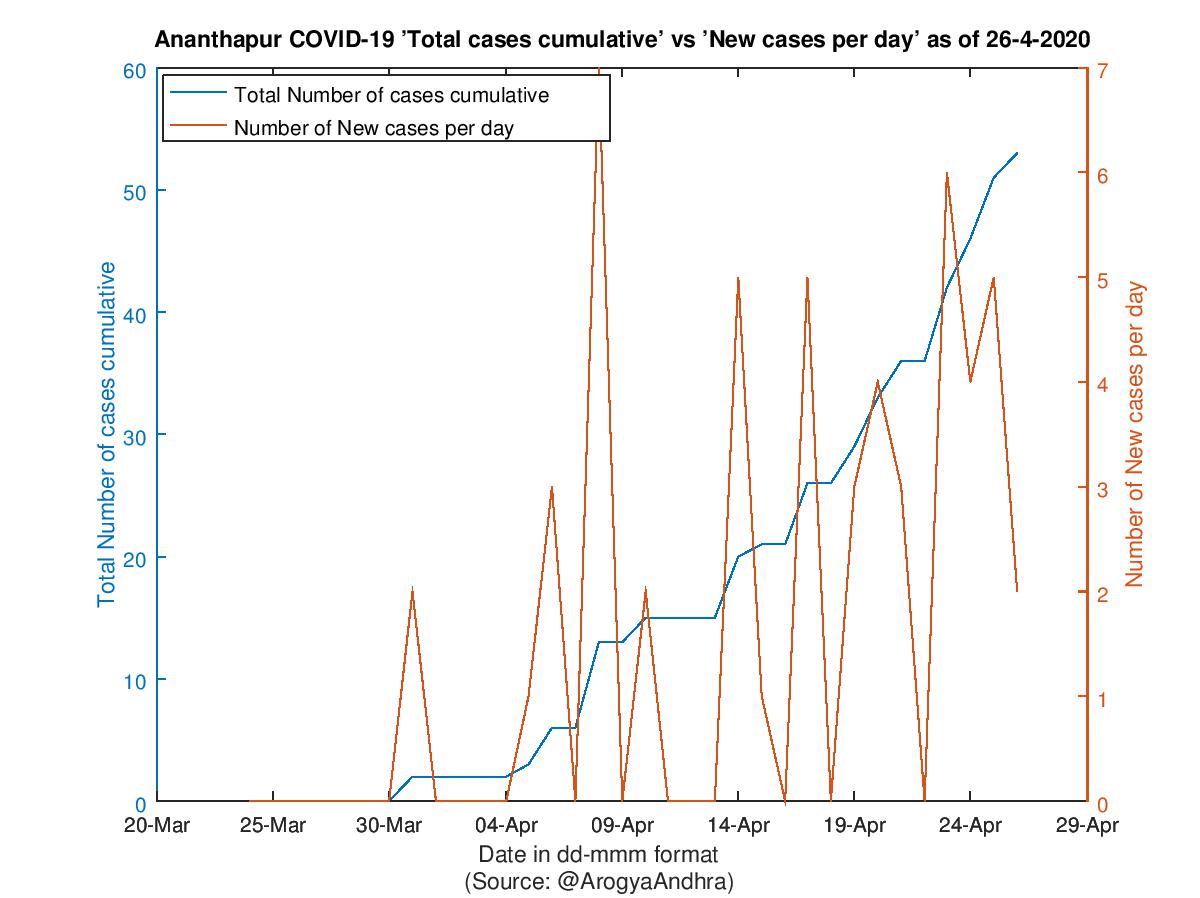 Ananthapur COVID-19 ’Total cases cumulative’ vs ’New cases per day’ as of 26-4-2020
Total Number of cases cumulative
Number of New cases per day
Total Number of cases cumulative
60
50
40
30
20
10
0
7
6
5
4
3
2
1
0
Number of New cases per day
20-Mar 25-Mar 30-Mar 04-Apr 09-Apr 14-Apr 19-Apr 24-Apr 29-Apr
Date in dd-mmm format
(Source: @ArogyaAndhra)